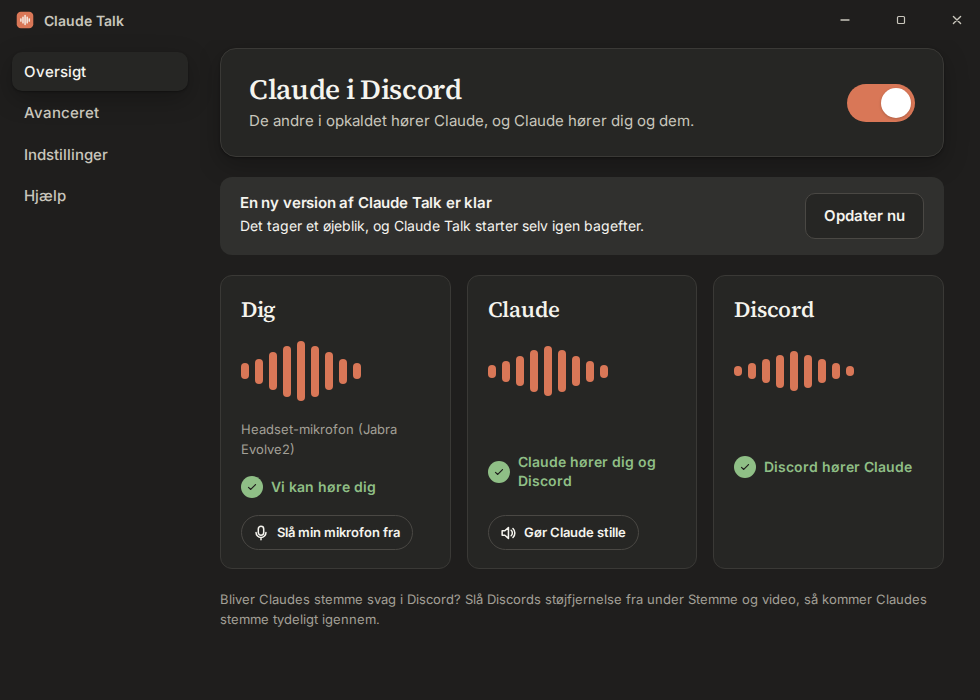 Claude Talk
Oversigt
Avanceret
Indstillinger
Hjælp
Claude i Discord
De andre i opkaldet hører Claude, og Claude hører dig og dem.
En ny version af Claude Talk er klar
Det tager et øjeblik, og Claude Talk starter selv igen bagefter.
Opdater nu
Dig
Headset-mikrofon (Jabra
Evolve2)
Vi kan høre dig
Slå min mikrofon fra
Claude
Claude hører dig og
Discord
Gør Claude stille
Discord
Discord hører Claude
Bliver Claudes stemme svag i Discord? Slå Discords støjfjernelse fra under Stemme og video, så kommer Claudes
stemme tydeligt igennem.